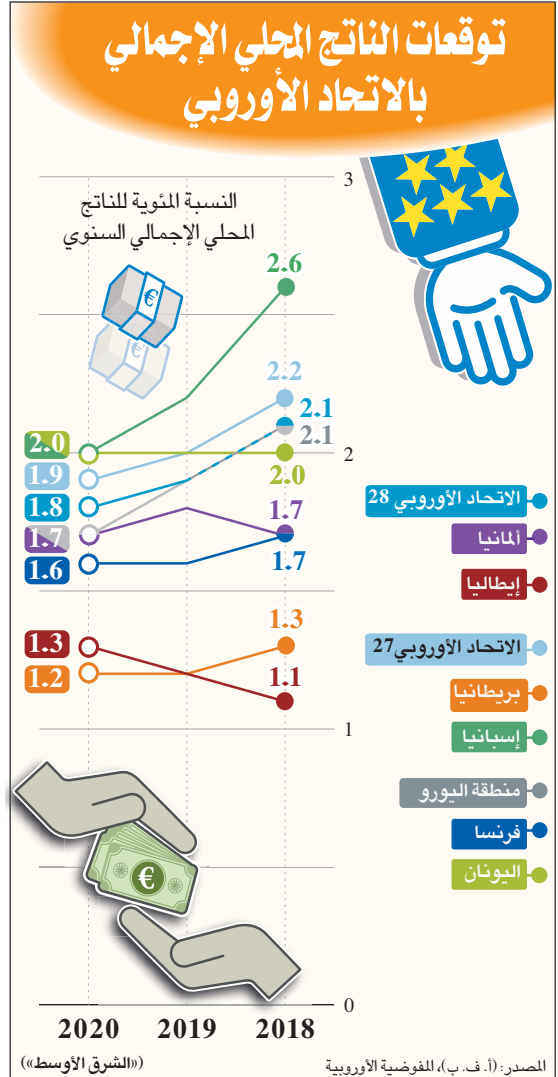 توقعات الناتج المحلي الإجمالي
بالاتحاد الأوروبي
النسبة المئوية للناتج
المحلي الإجمالي السنوي
3
2
1
0
€
€
2.6
2.2
2.1
2.1
2.0
1.7
1.7
1.3
1.1
2.0
1.9
1.8
1.7
1.6
1.3
1.2
الاتحاد الأوروبي 28
ألمانيا
إيطاليا
الاتحاد الأوروبي27
بريطانيا
إسبانيا
منطقة اليورو
فرنسا
اليونان
€
2018 2019 2020
المصدر: (أ. ف. ب)، المفوضية الأوروبية
(«الشرق الأوسط»)